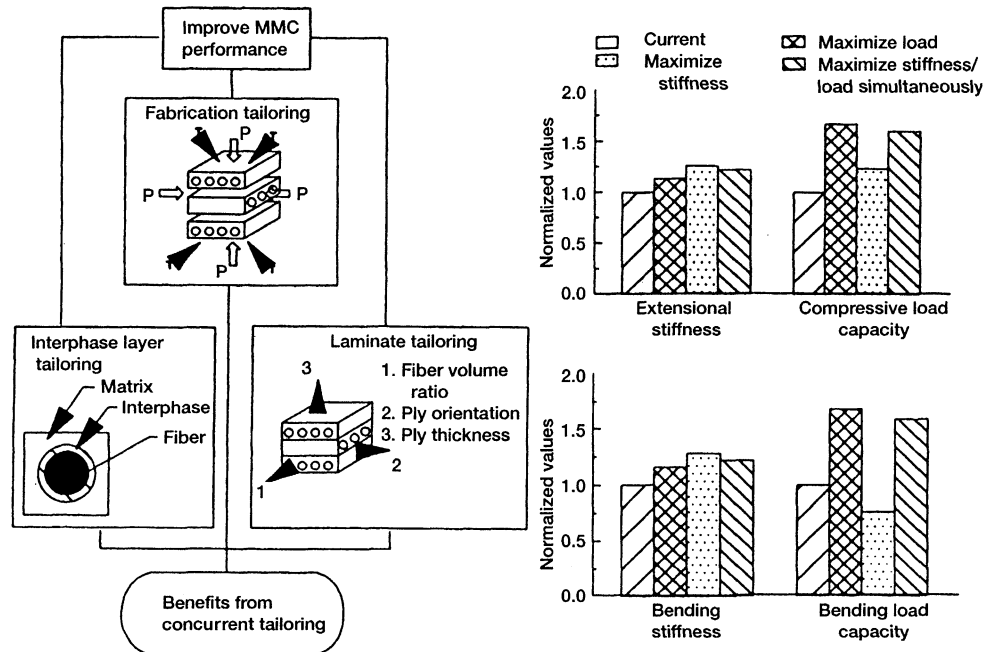 Improve MMC
performance
Fabrication tailoring
P
P
P
P
Interphase layer
tailoring
Matrix
Interphase
Fiber
Laminate tailoring
3
1. Fiber volume
ratio
2. Ply orientation
3. Ply thickness
2
1
Benefits from
concurrent tailoring
Current
Maximize
stiffness
Maximize load
Maximize stiffness/
load simultaneously
Normalized values
2.0
1.5
1.0
0.5
0.0
Extensional
stiffness
Compressive load
capacity
Normalized values
2.0
1.5
1.0
0.5
0.0
Bending
stiffness
Bending load
capacity